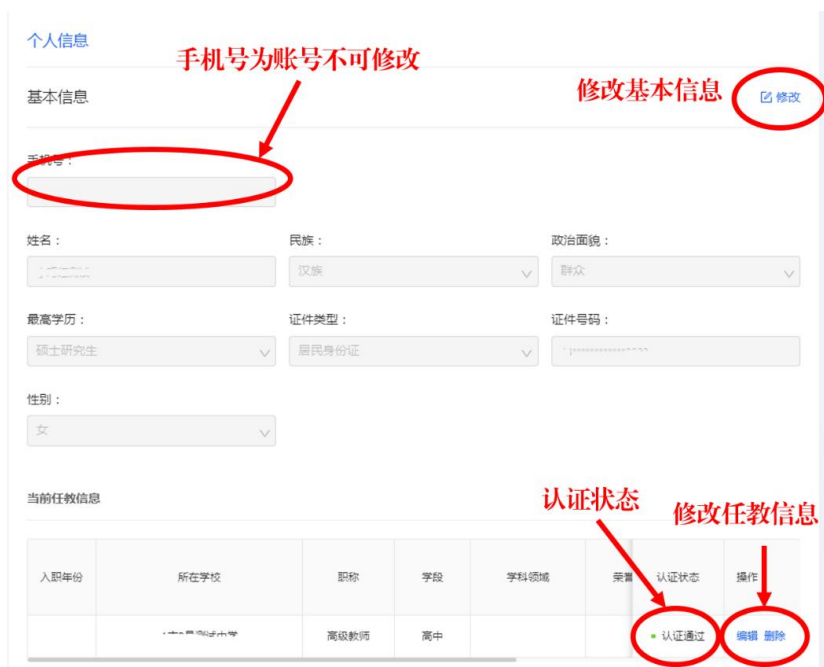 个人信息
手机号为账号不可修改
基本信息
修改基本信息
修改
手机号：
姓名： 民族： 政治面貌：
汉族 群众
最高学历： 证件类型： 证件号码：
硕士研究生 居民身份证
性别：
女
当前任教信息
认证状态
修改任教信息
入职年份 所在学校 职称 学段 学科领域 荣誉 认证状态 操作
高级教师 高中 认证通过 编辑 删除